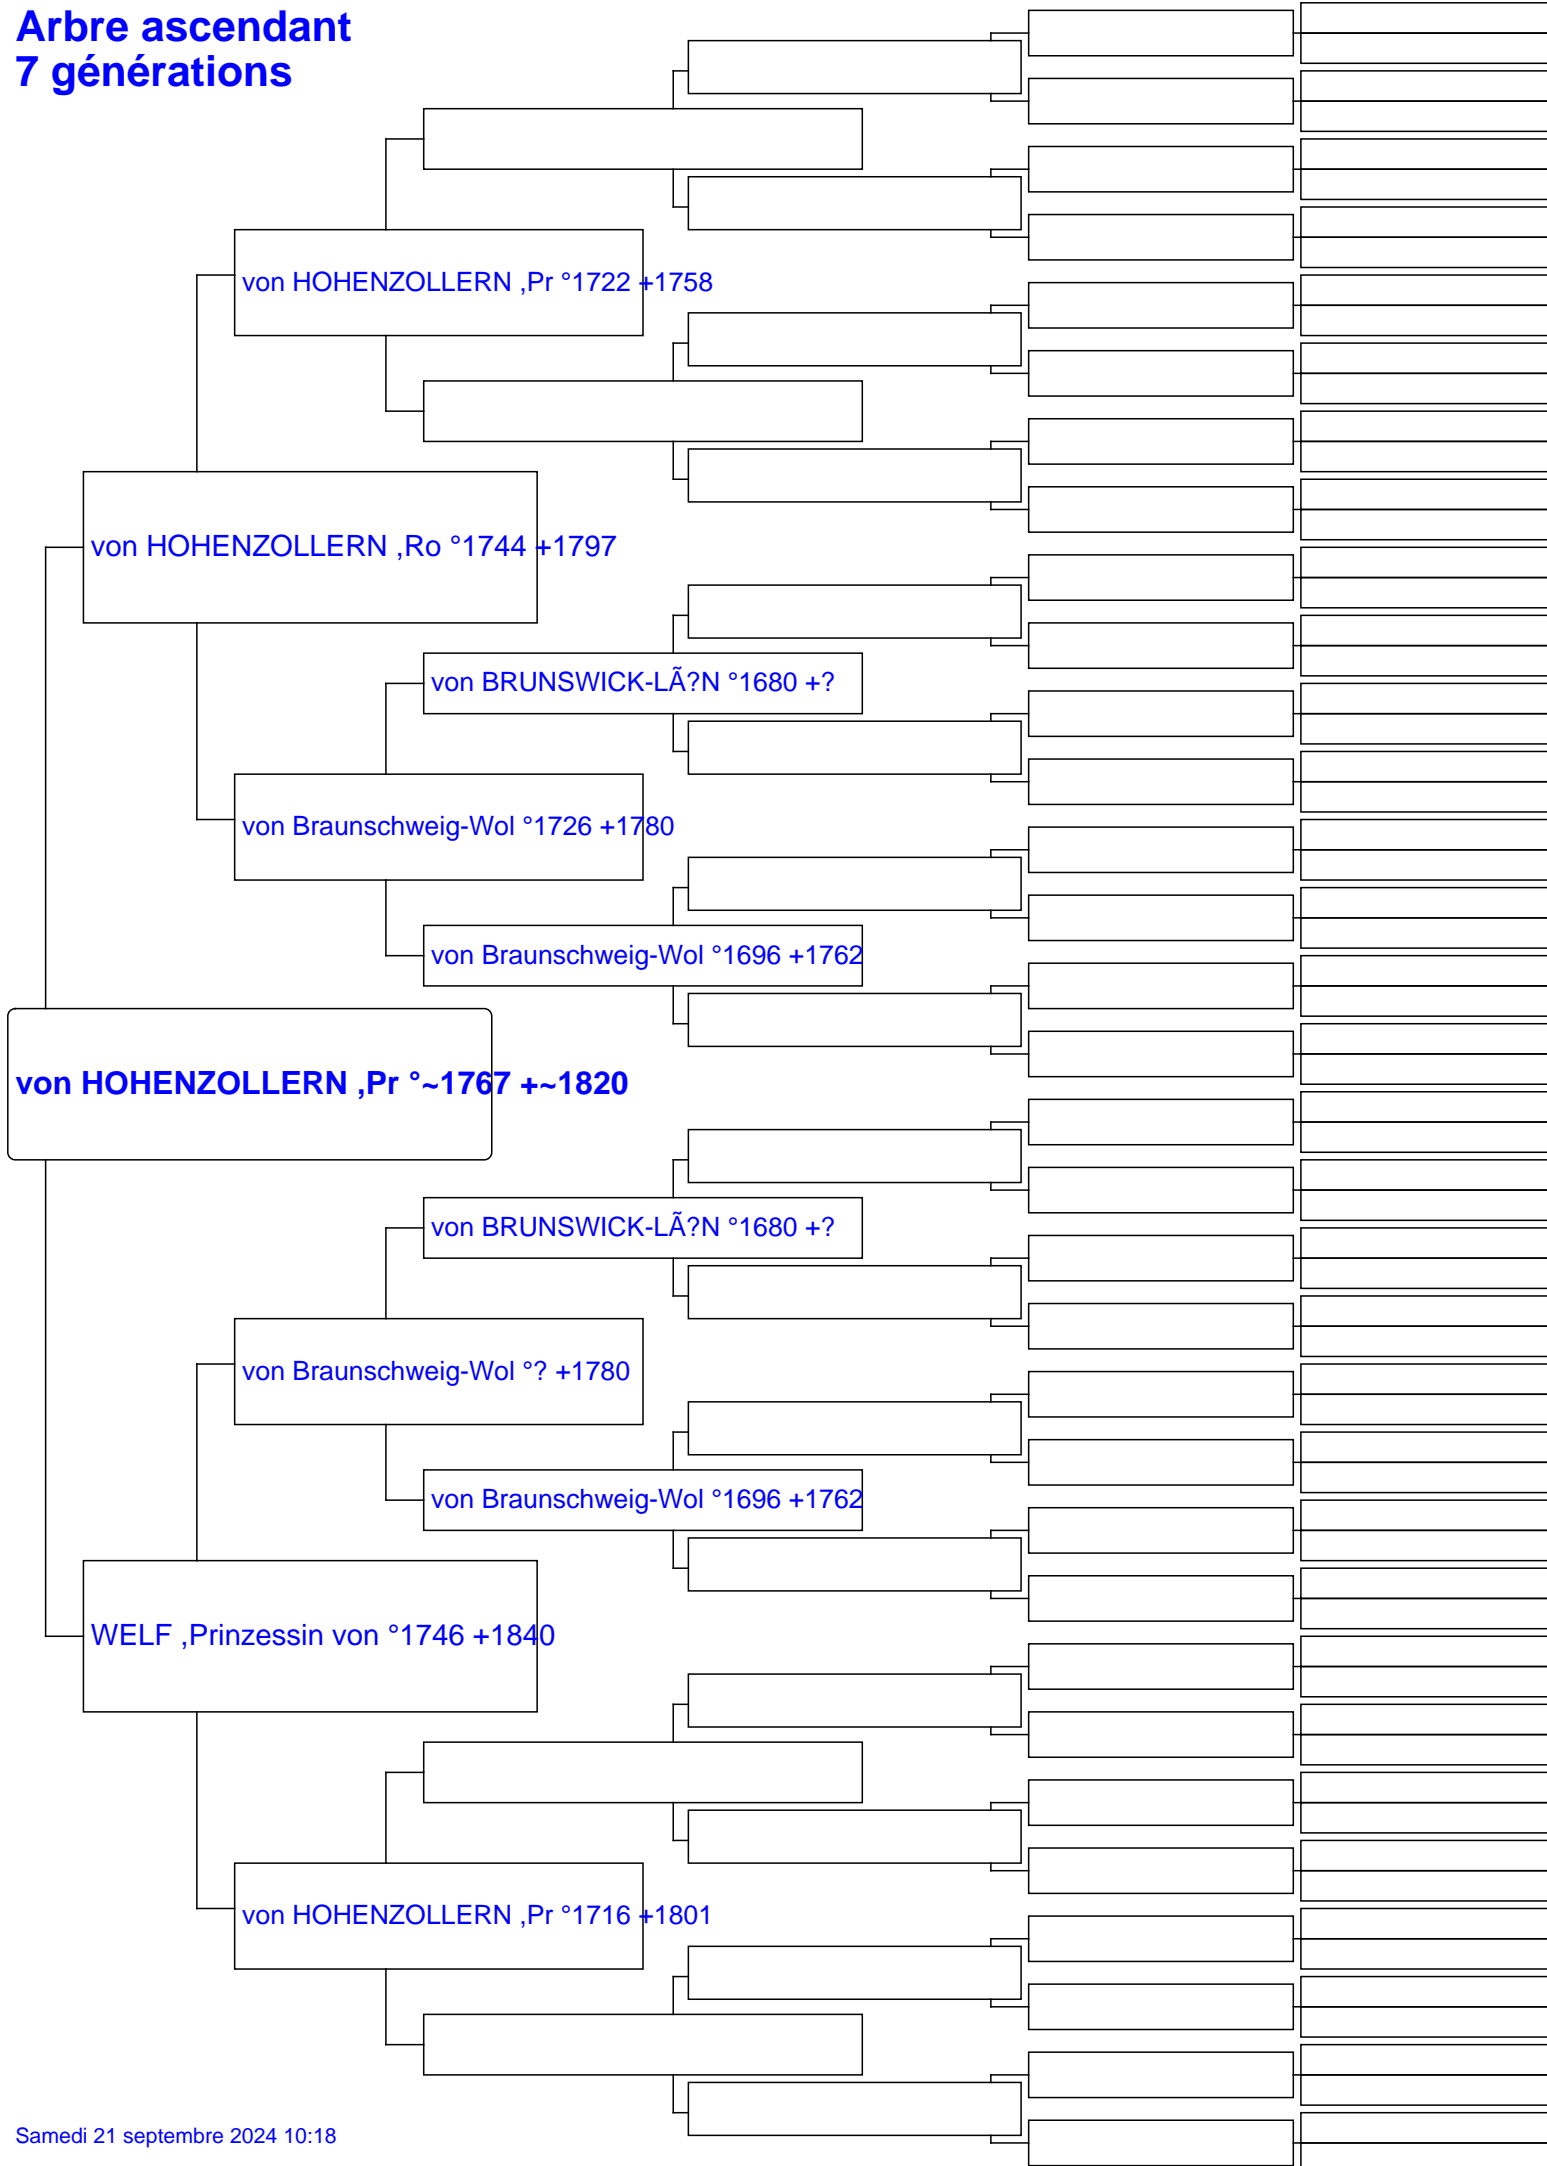 Arbre ascendant
7 générations
von HOHENZOLLERN ,Pr °1722 +1758
von HOHENZOLLERN ,Ro °1744 +1797
von BRUNSWICK-LÃ?N °1680 +?
von Braunschweig-Wol °1726 +1780
von Braunschweig-Wol °1696 +1762
von HOHENZOLLERN ,Pr °~1767 +~1820
von BRUNSWICK-LÃ?N °1680 +?
von Braunschweig-Wol °? +1780
von Braunschweig-Wol °1696 +1762
WELF ,Prinzessin von °1746 +1840
von HOHENZOLLERN ,Pr °1716 +1801
Samedi 21 septembre 2024 10:18